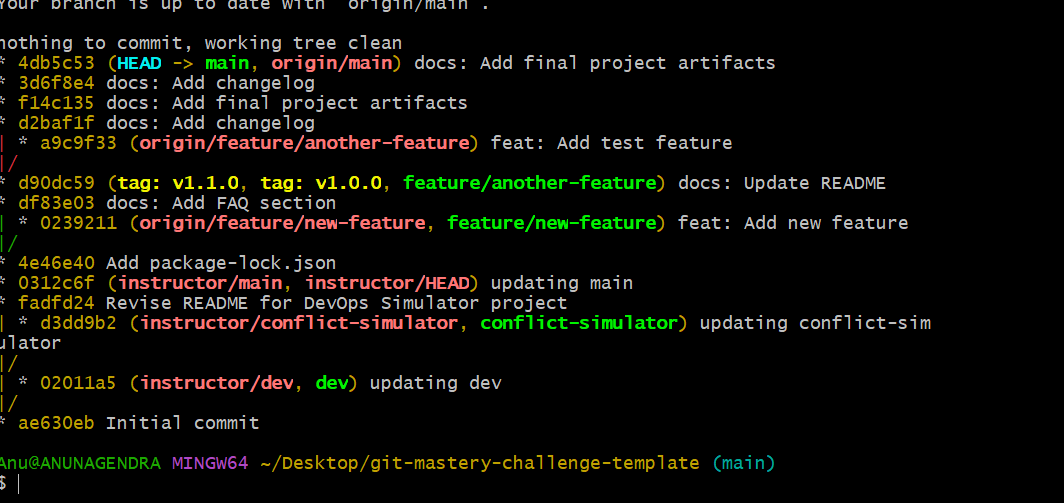 Your branch is up to date with 'origin/main'.
nothing to commit, working tree clean
* 4db5c53 (HEAD -> main, origin/main) docs: Add final project artifacts
* 3d6f8e4 docs: Add changelog
* f14c135 docs: Add final project artifacts
* d2baf1f docs: Add changelog
| * a9c9f33 (origin/feature/another-feature) feat: Add test feature
|/
* d90dc59 (tag: v1.1.0, tag: v1.0.0, feature/another-feature) docs: Update README
* df83e03 docs: Add FAQ section
| * 0239211 (origin/feature/new-feature, feature/new-feature) feat: Add new feature
|/
* 4e46e40 Add package-lock.json
* 0312c6f (instructor/main, instructor/HEAD) updating main
* fadfd24 Revise README for DevOps Simulator project
| * d3dd9b2 (instructor/conflict-simulator, conflict-simulator) updating conflict-sim
ulator
|/
| * 02011a5 (instructor/dev, dev) updating dev
|/
* ae630eb Initial commit
Anu@ANUNAGENDRA MINGW64 ~/Desktop/git-mastery-challenge-template (main)
$